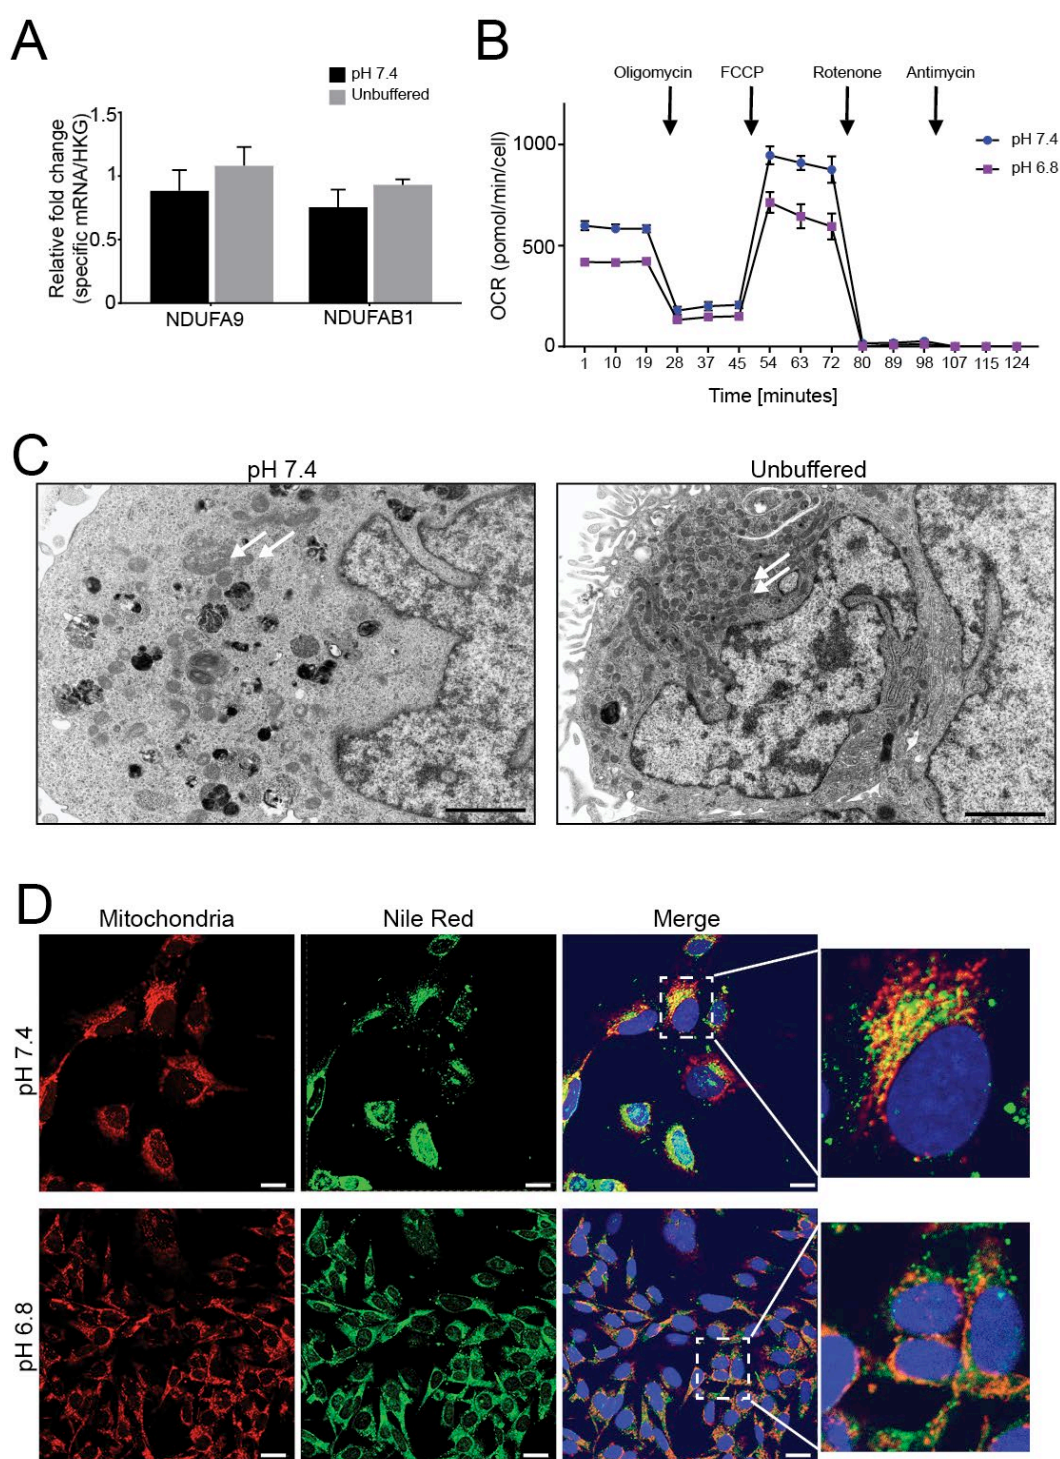 A
pH 7.4
Unbuffered
Relative fold change
(specific mRNA/HKG)
1.5
1
0.5
0
NDUFA9
NDUFAB1
B
Oligomycin FCCP Rotenone Antimycin
pH 7.4
pH 6.8
OCR (pomol/min/cell)
1000
500
0
1 10 19 28 37 45 54 63 72 80 89 98 107 115 124
Time [minutes]
C
pH 7.4
Unbuffered
D
Mitochondria Nile Red Merge
pH 7.4
pH 6.8